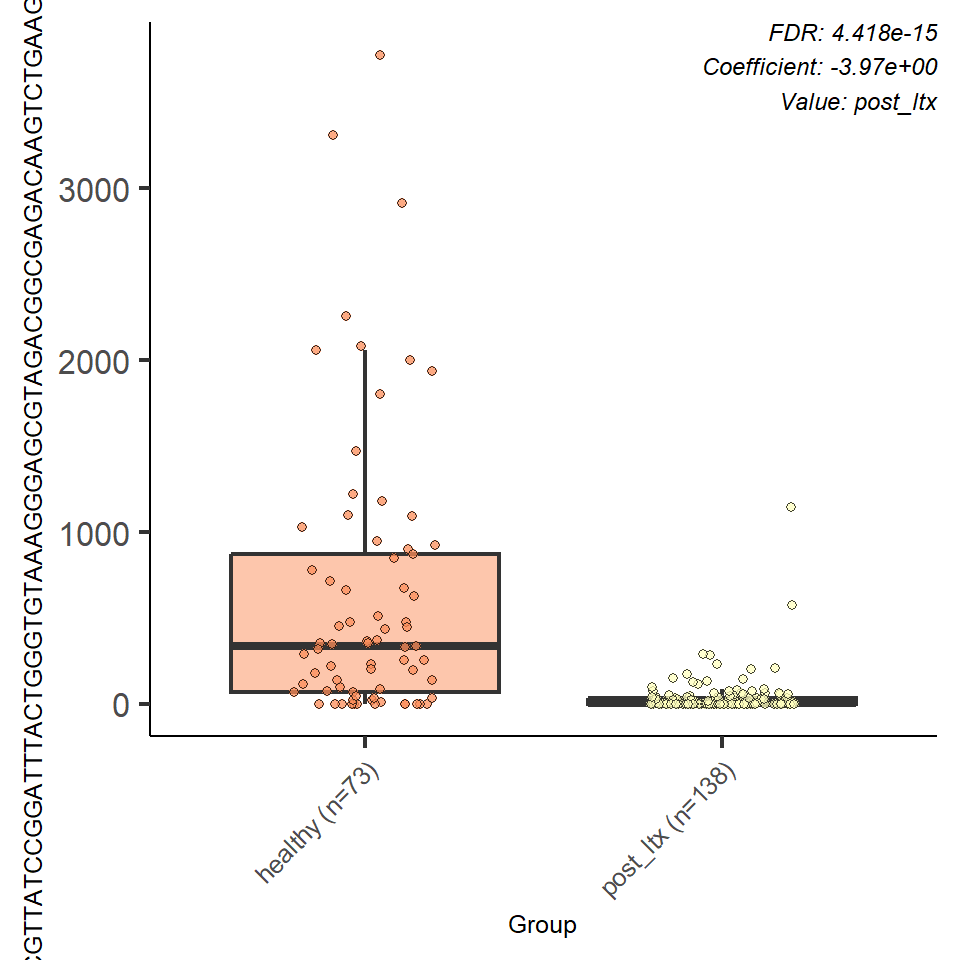 FDR: 4.418e-15
Coefficient: -3.97e+00
Value: post_ltx
CGTTATCCGGATTTACTGGGTGTAAAGGGAGCGTAGACGGCGAGACAAGTCTGAAG
3000
2000
1000
0
healthy (n=73)
post_ltx (n=138)
Group